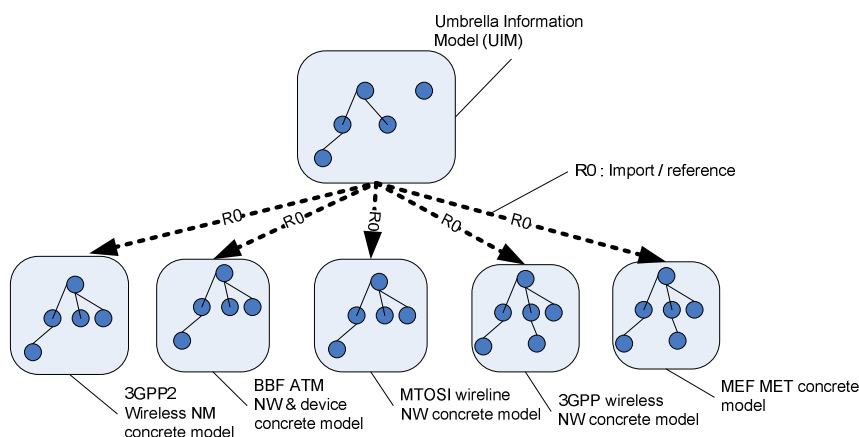 Umbrella Information
Model (UIM)
R0 : Import / reference
R0
R0
R0
R0
R0
3GPP2
Wireless NM
concrete model
BBF ATM
NW & device
concrete model
MTOSI wireline
NW concrete model
3GPP wireless
NW concrete model
MEF MET concrete
model